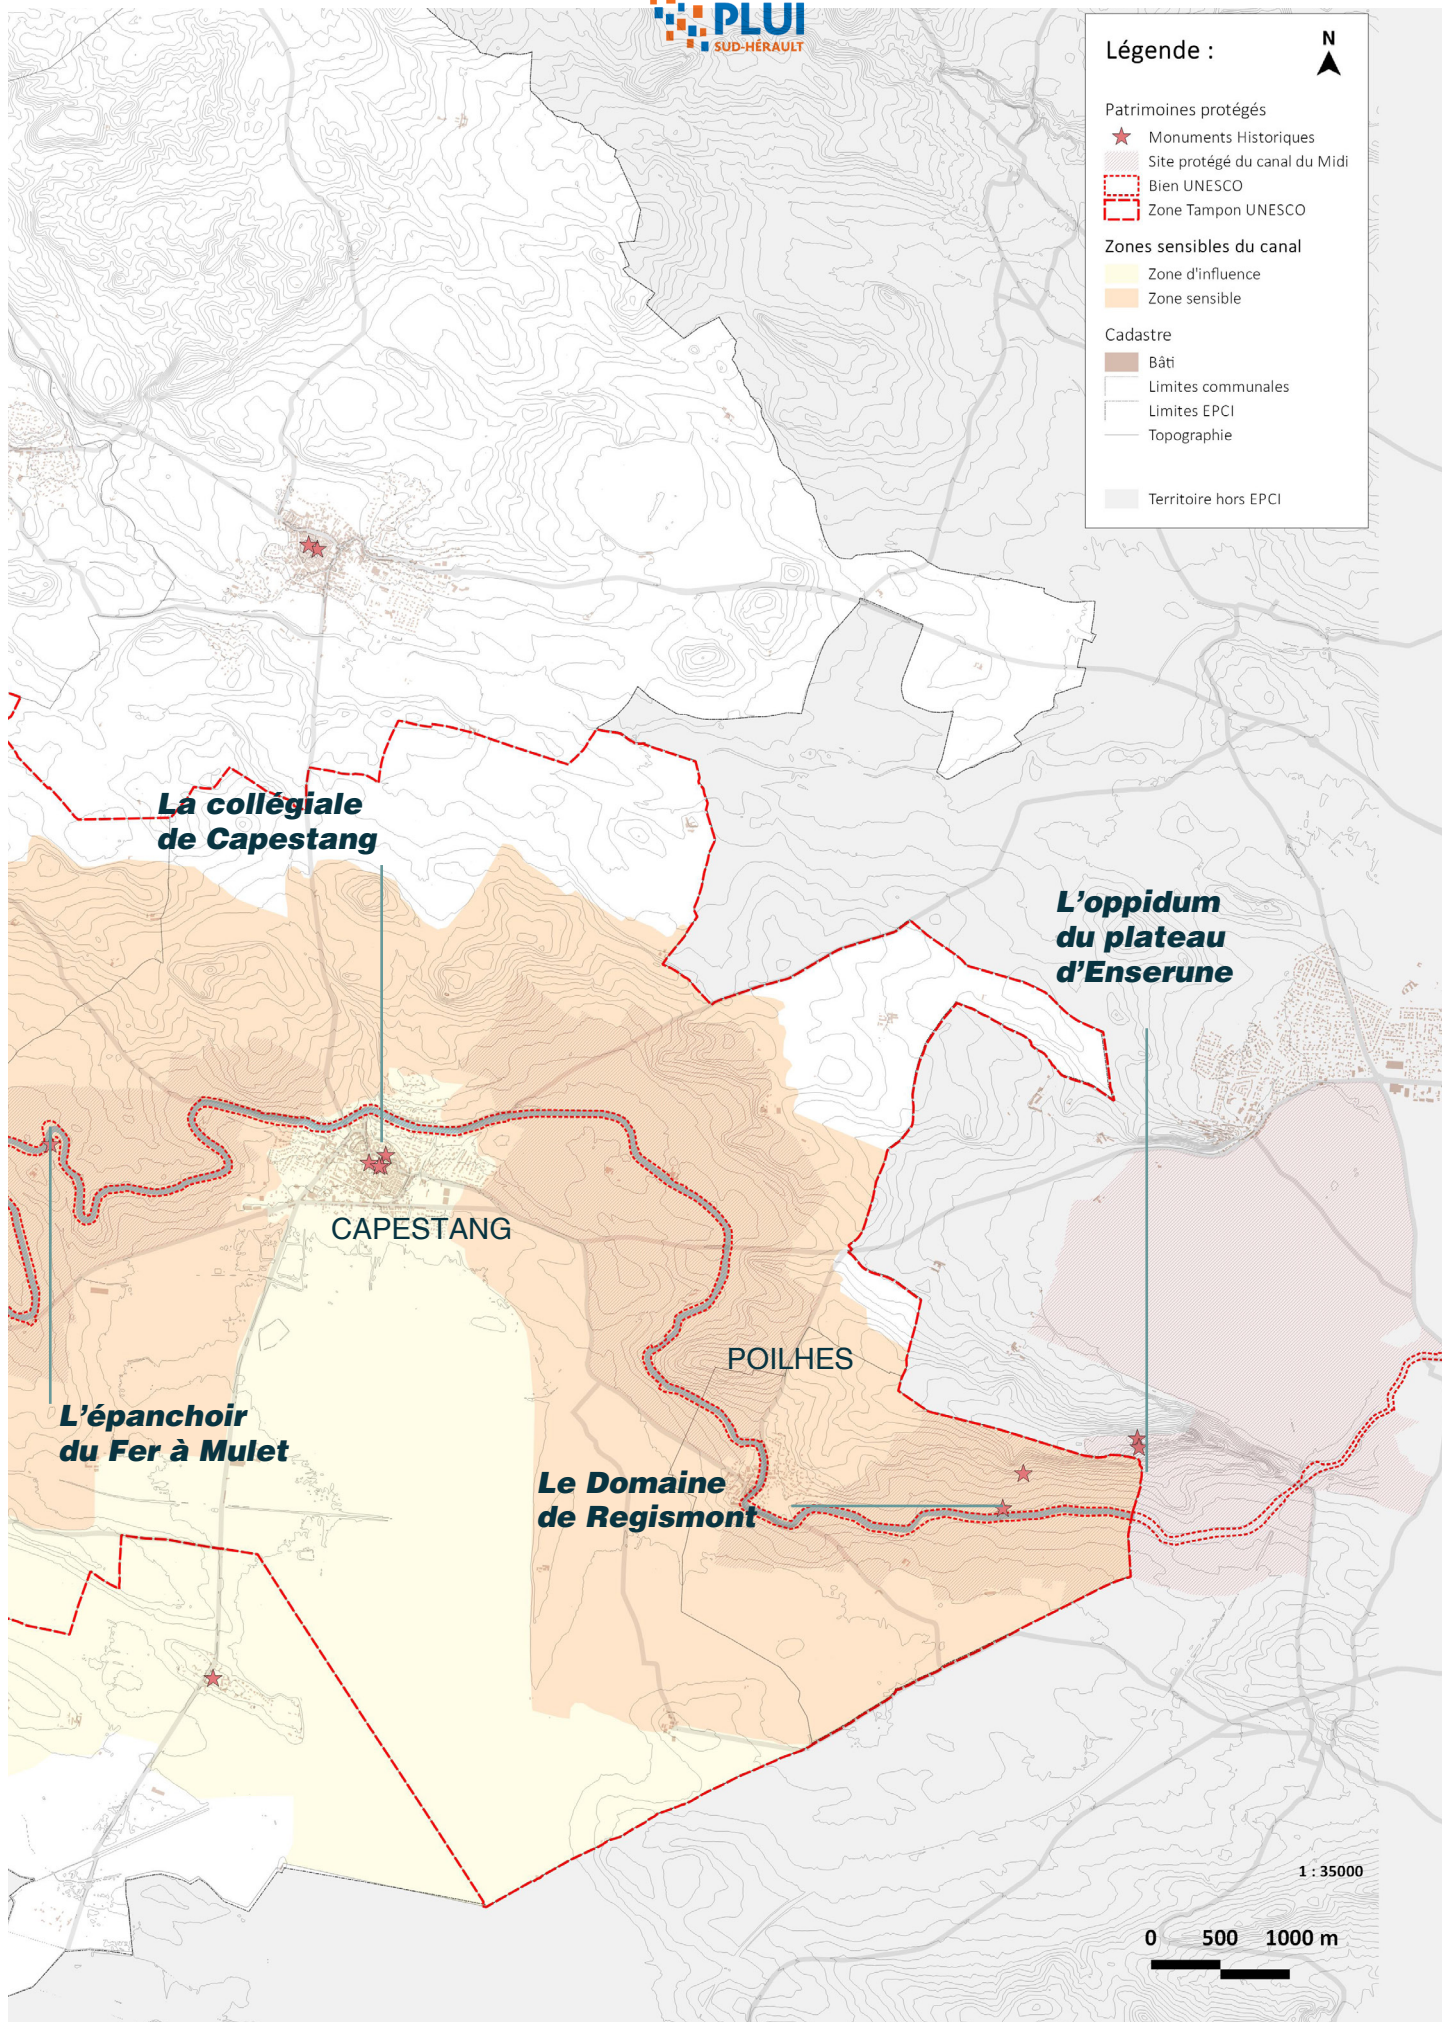 PLUI
SUD-HÉRAULT
Légende :
N
Patrimoines protégés
Monuments Historiques
Site protégé du canal du Midi
Bien UNESCO
Zone Tampon UNESCO
Zones sensibles du canal
Zone d'influence
Zone sensible
Cadastre
Bâti
Limites communales
Limites EPCI
Topographie
Territoire hors EPCI
La collégiale
de Capestang
L'oppidum
du plateau
d'Enserune
CAPESTANG
POILHES
L'épanchoir
du Fer à Mulet
Le Domaine
de Regismont
1 : 35000
0 500 1000 m